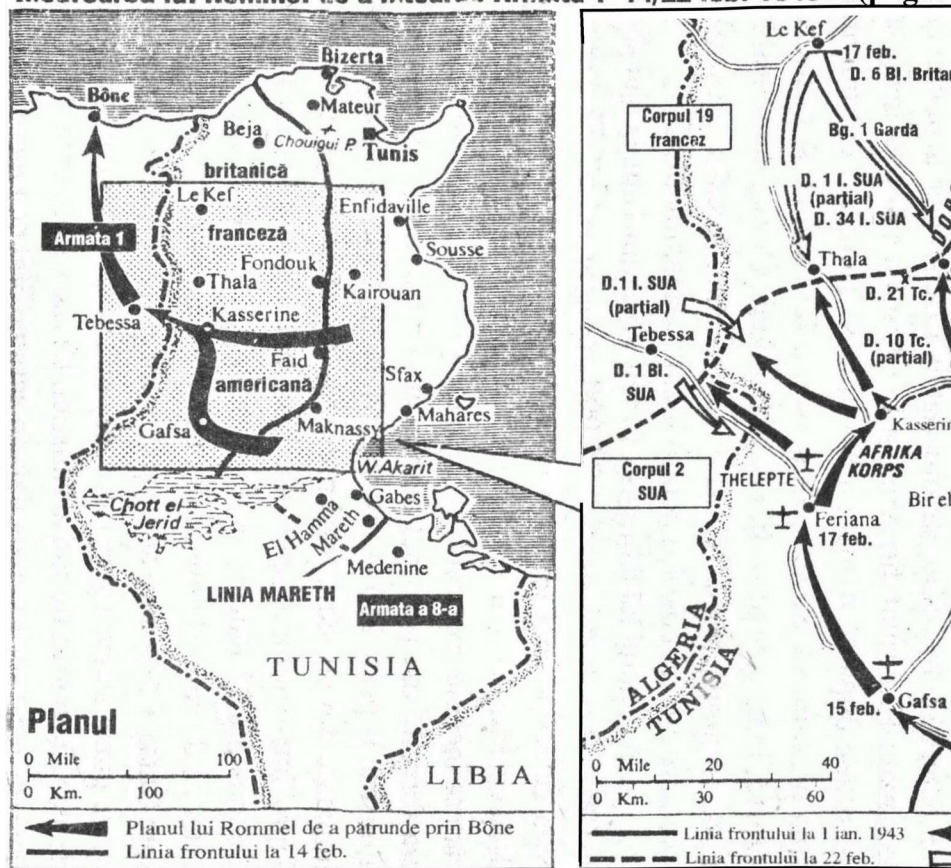 Bizerta
Bône
Mateur
Beja
Chouigui P.
Tunis
britanică
Le Kef
Enfidaville
Armata 1
franceză
Sousse
Fondouk
Thala
Kairouan
Tebessa
Kasserine
Faid
americană
Sfax
Gafsa
Maknassy
Mahares
W. Akarit
Chott el
Jerid
Gabes
El Hamma
Mareth
Medenine
LINIA MARETH
Armata a 8-a
TUNISIA
Planul
0 Mile 100
0 Km. 100
LIBIA
Planul lui Rommel de a pătrunde prin Bône
Linia frontului la 14 feb.
Le Kef
17 feb.
D. 6 Bl.
Corpul 19
francez
Bg. 1 Gardă
D. 1 I. SUA
(parţial)
D. 34 I. SUA
Thala
D. 21 Tc.
D.1 I. SUA
(parţial)
Tebessa
D. 10 Tc.
(parţial)
D. 1 Bl.
SUA
AFRIKA
KORPS
Corpul 2
SUA
THELEPTE
Bir el
Feriana
17 feb.
ALGERIA
TUNISIA
15 feb.
Gafsa
0 Mile 20 40
0 Km. 30 60
Linia frontului la 1 ian. 1943
Linia frontului la 22 feb.